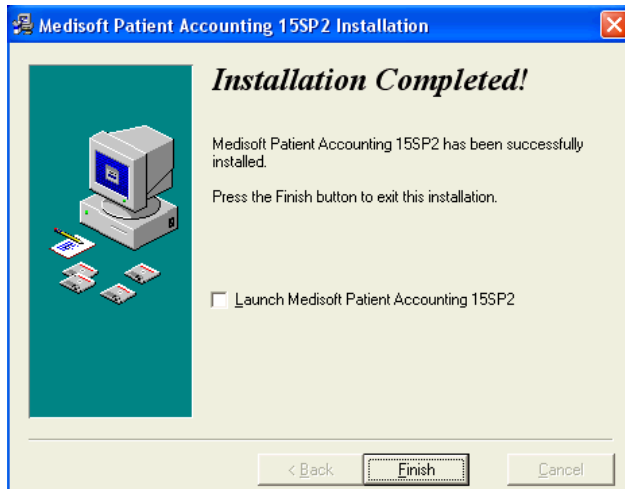 Medisoft Patient Accounting 15SP2 Installation
Installation Completed!
Medisoft Patient Accounting 15SP2 has been successfully
installed.
Press the Finish button to exit this installation.
Launch Medisoft Patient Accounting 15SP2
< Back
Finish
Cancel